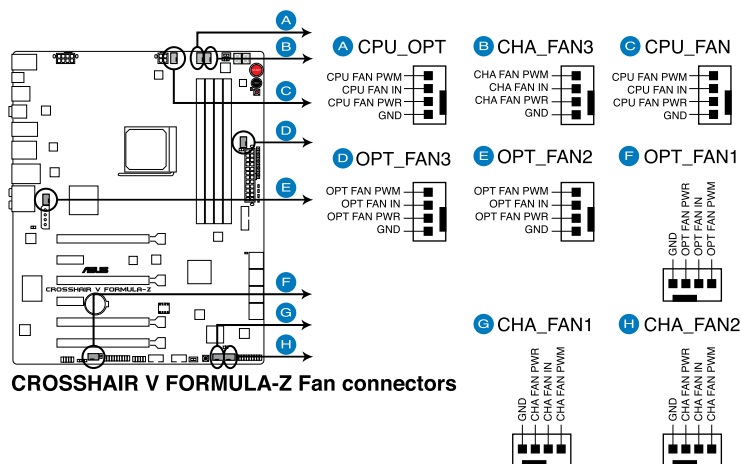 A
B
C
D
E
F
G
H
A CPU_OPT
CPU FAN PWM
CPU FAN IN
CPU FAN PWR
GND
B CHA_FAN3
CHA FAN PWM
CHA FAN IN
CHA FAN PWR
GND
C CPU_FAN
CPU FAN PWM
CPU FAN IN
CPU FAN PWR
GND
D OPT_FAN3
OPT FAN PWM
OPT FAN IN
OPT FAN PWR
GND
E OPT_FAN2
OPT FAN PWM
OPT FAN IN
OPT FAN PWR
GND
F OPT_FAN1
GND
OPT FAN PWR
OPT FAN IN
OPT FAN PWM
G CHA_FAN1
GND
CHA FAN PWR
CHA FAN IN
CHA FAN PWM
H CHA_FAN2
GND
CHA FAN PWR
CHA FAN IN
CHA FAN PWM
ASUS
CROSSHAIR V FORMULA-Z
CROSSHAIR V FORMULA-Z Fan connectors